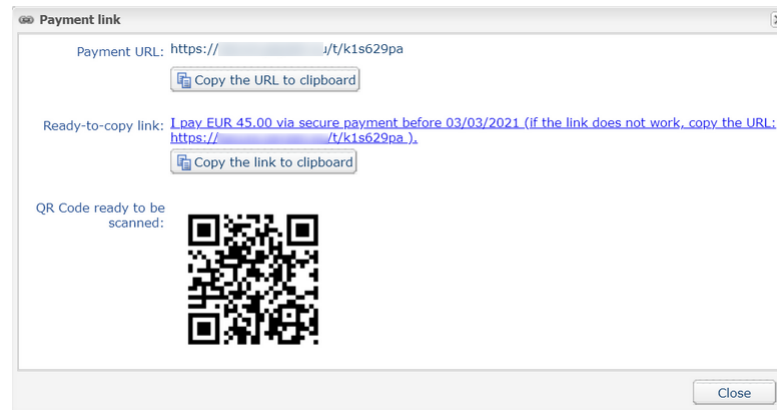 Payment link
Payment URL: https:// /t/k1s629pa
Copy the URL to clipboard
Ready-to-copy link: I pay EUR 45.00 via secure payment before 03/03/2021 (if the link does not work, copy the URL:
https:// /t/k1s629pa ).
Copy the link to clipboard
QR Code ready to be
scanned:
Close